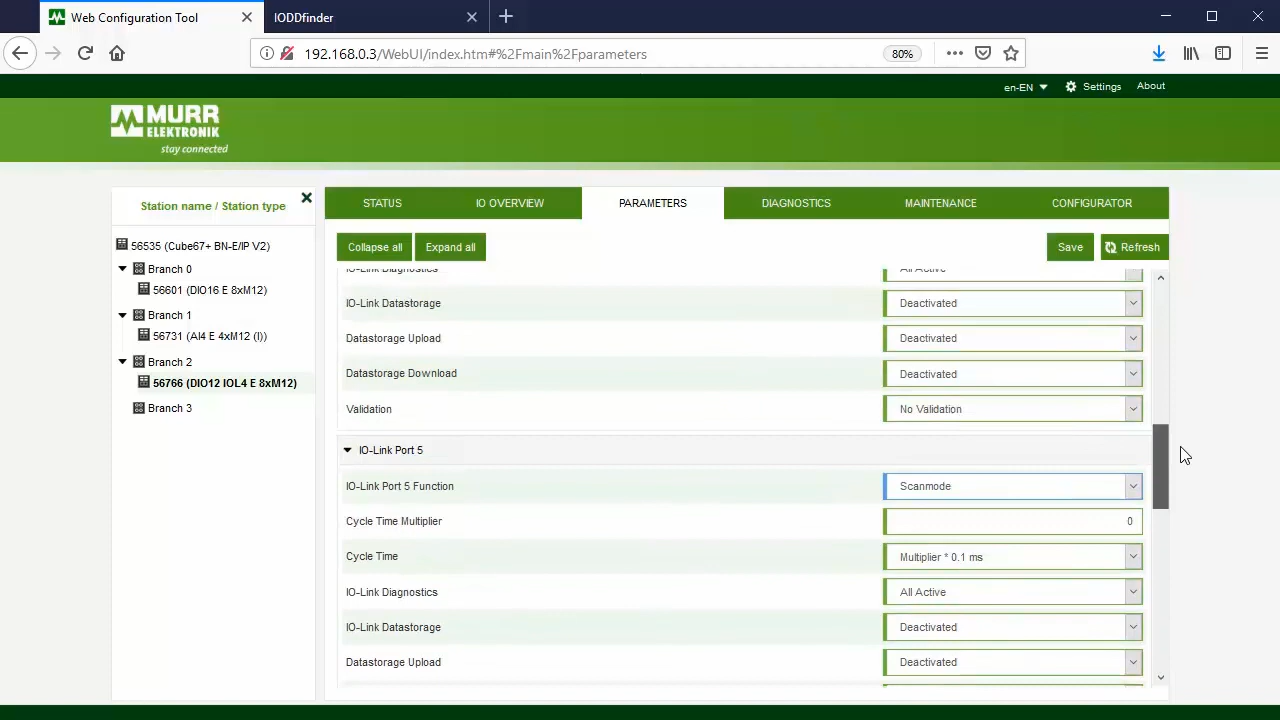 Web Configuration Tool
IODDfinder
192.168.0.3/WebUI/index.htm#%2Fmain%2Fparameters
80%
en-EN
Settings
About
MURR
ELEKTRONIK
stay connected
Station name / Station type
56535 (Cube67+ BN-E/IP V2)
Branch 0
56601 (DIO16 E 8xM12)
Branch 1
56731 (AI4 E 4xM12 (I))
Branch 2
56766 (DIO12 IOL4 E 8xM12)
Branch 3
STATUS
IO OVERVIEW
PARAMETERS
DIAGNOSTICS
MAINTENANCE
CONFIGURATOR
Collapse all
Expand all
Save
Refresh
IO-Link Diagnostics All Active
IO-Link Datastorage Deactivated
Datastorage Upload Deactivated
Datastorage Download Deactivated
Validation No Validation
IO-Link Port 5
IO-Link Port 5 Function Scanmode
Cycle Time Multiplier 0
Cycle Time Multiplier * 0.1 ms
IO-Link Diagnostics All Active
IO-Link Datastorage Deactivated
Datastorage Upload Deactivated